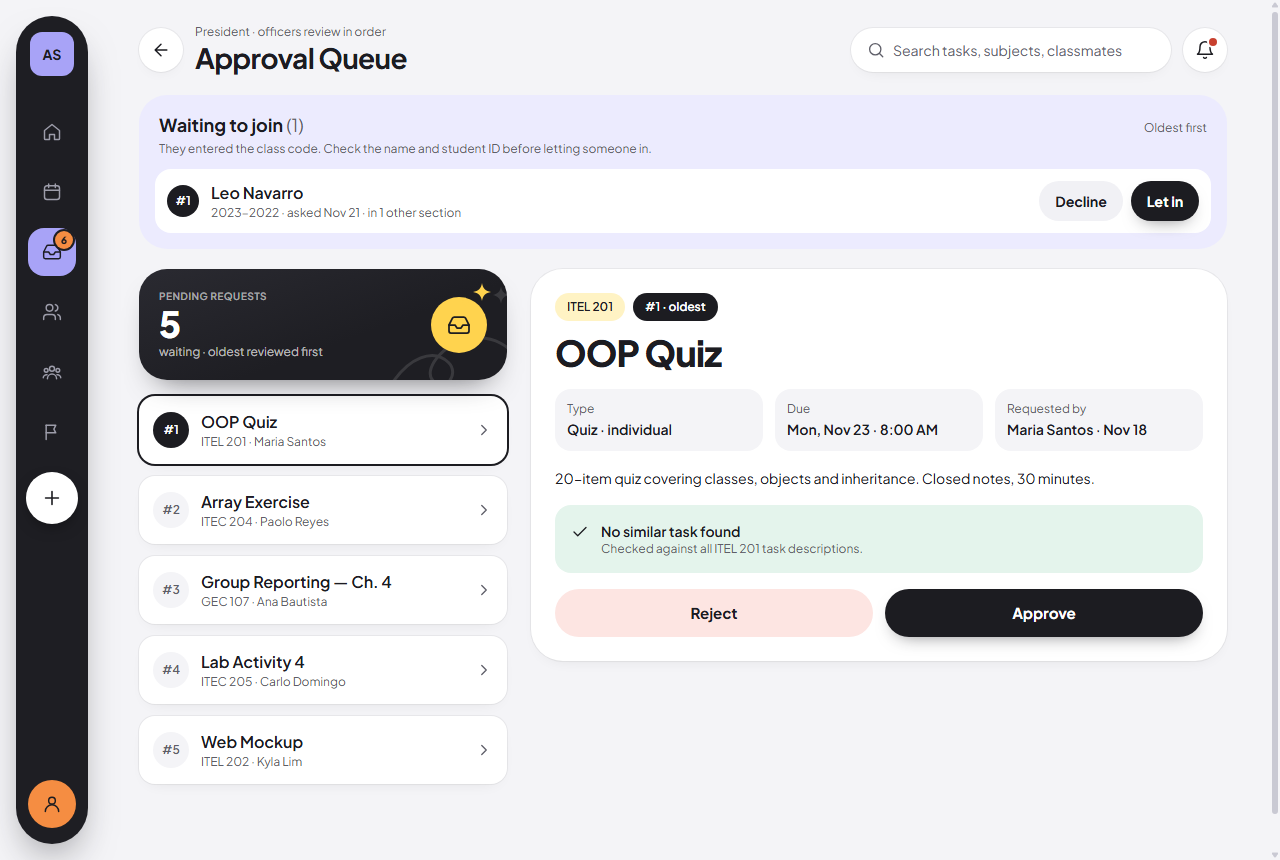 AS
President · officers review in order
Approval Queue
Search tasks, subjects, classmates
6
Waiting to join (1)
Oldest first
They entered the class code. Check the name and student ID before letting someone in.
#1
Leo Navarro
2023–2022 · asked Nov 21 · in 1 other section
Decline
Let in
PENDING REQUESTS
5
waiting · oldest reviewed first
#1
OOP Quiz
ITEL 201 · Maria Santos
#2
Array Exercise
ITEC 204 · Paolo Reyes
#3
Group Reporting — Ch. 4
GEC 107 · Ana Bautista
#4
Lab Activity 4
ITEC 205 · Carlo Domingo
#5
Web Mockup
ITEL 202 · Kyla Lim
ITEL 201
#1 · oldest
OOP Quiz
Type
Quiz · individual
Due
Mon, Nov 23 · 8:00 AM
Requested by
Maria Santos · Nov 18
20–item quiz covering classes, objects and inheritance. Closed notes, 30 minutes.
No similar task found
Checked against all ITEL 201 task descriptions.
Reject
Approve